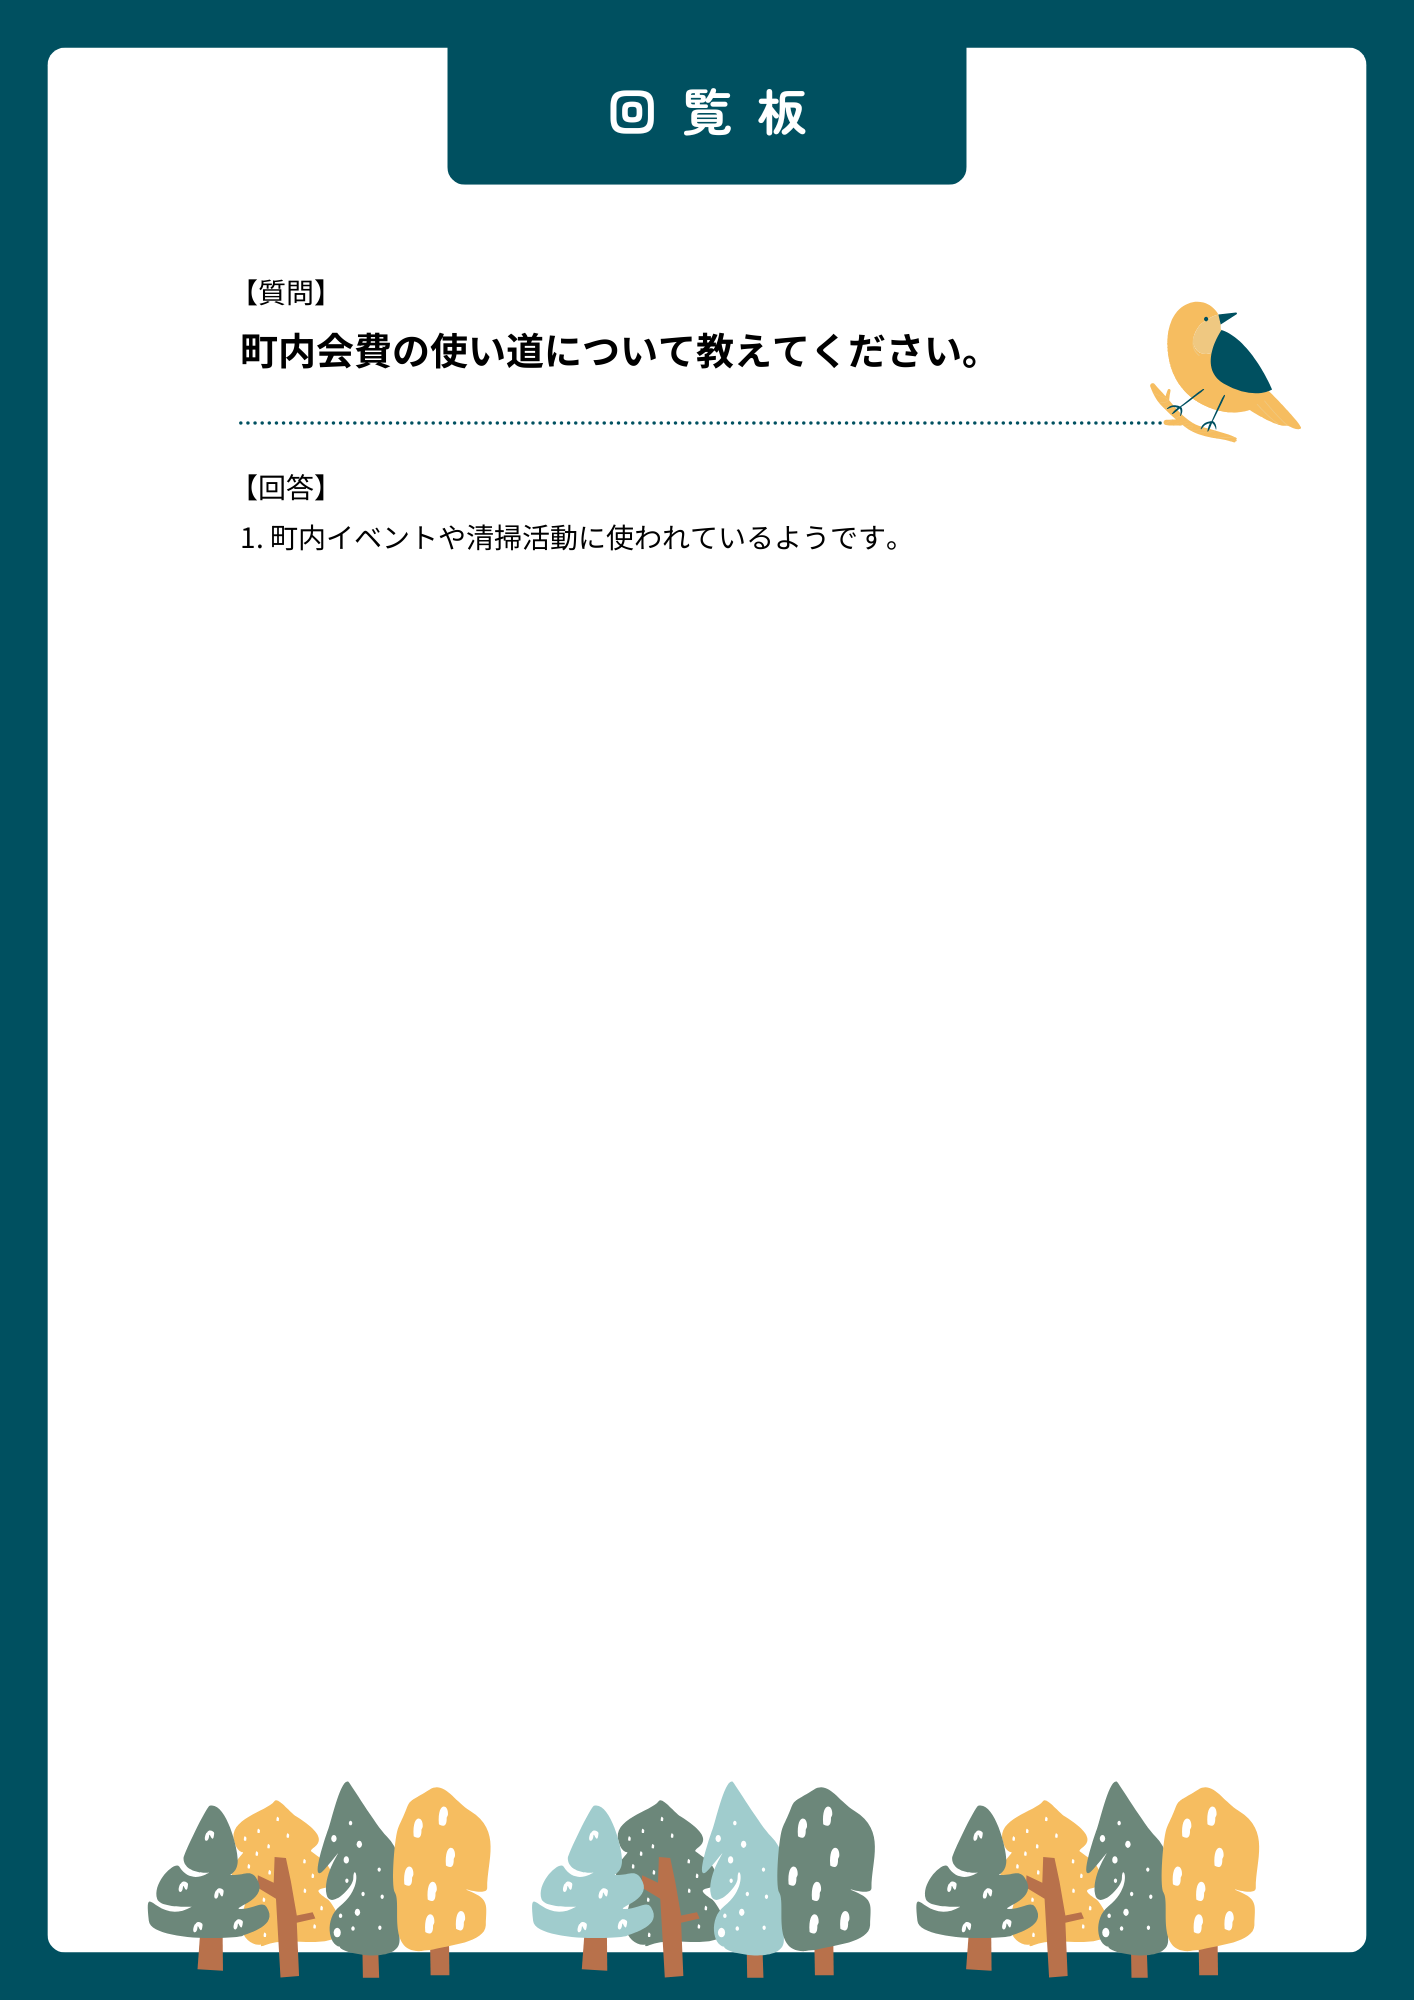 回覧板
【質問】
町内会費の使い道について教えてください。
【回答】
1. 町内イベントや清掃活動に使われているようです。